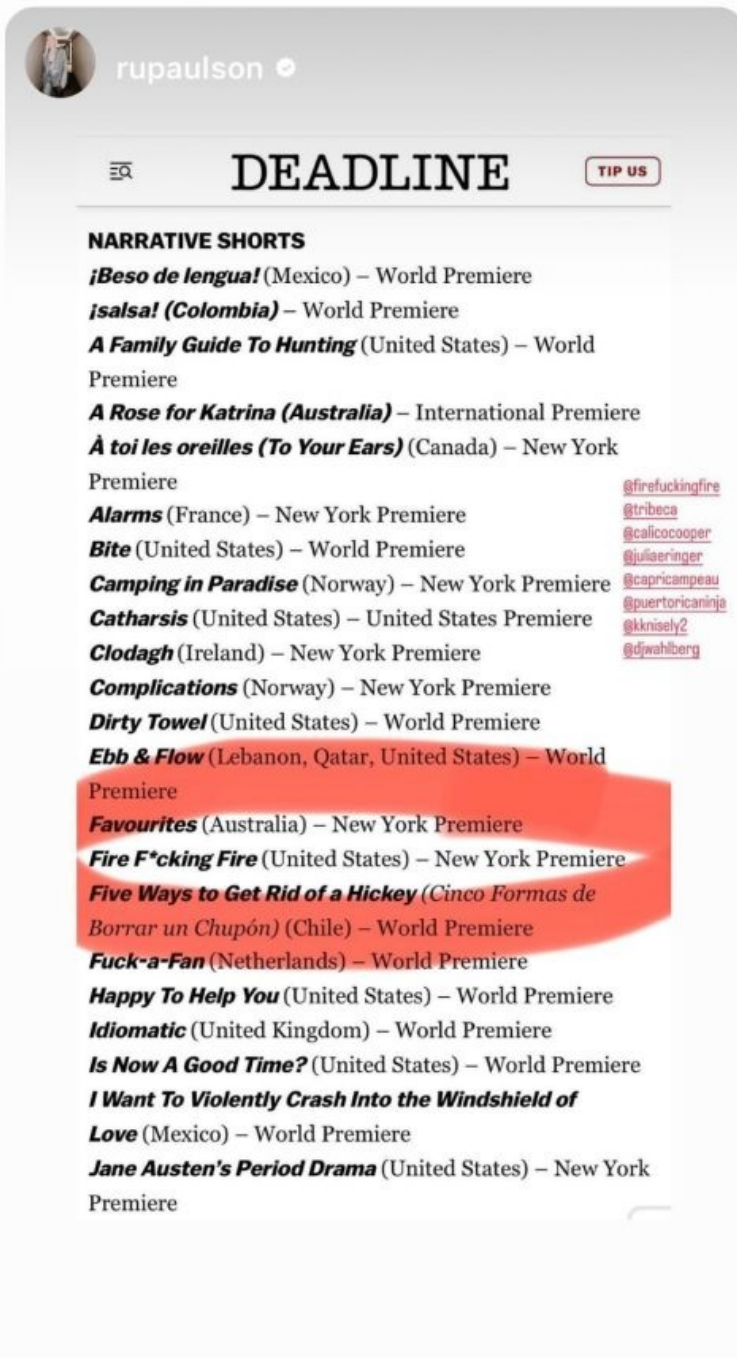 rupaulson
DEADLINE
TIP US
NARRATIVE SHORTS
¡Beso de lengua! (Mexico) – World Premiere
¡salsa! (Colombia) – World Premiere
A Family Guide To Hunting (United States) – World
Premiere
A Rose for Katrina (Australia) – International Premiere
À toi les oreilles (To Your Ears) (Canada) – New York
Premiere
Alarms (France) – New York Premiere
Bite (United States) – World Premiere
Camping in Paradise (Norway) – New York Premiere
Catharsis (United States) – United States Premiere
Clodagh (Ireland) – New York Premiere
Complications (Norway) – New York Premiere
Dirty Towel (United States) – World Premiere
Ebb & Flow (Lebanon, Qatar, United States) – World
Premiere
Favourites (Australia) – New York Premiere
Fire F*cking Fire (United States) – New York Premiere
Five Ways to Get Rid of a Hickey (Cinco Formas de
Borrar un Chupón) (Chile) – World Premiere
Fuck-a-Fan (Netherlands) – World Premiere
Happy To Help You (United States) – World Premiere
Idiomatic (United Kingdom) – World Premiere
Is Now A Good Time? (United States) – World Premiere
I Want To Violently Crash Into the Windshield of
Love (Mexico) – World Premiere
Jane Austen's Period Drama (United States) – New York
Premiere
@firefuckingfire
@tribeca
@calicocooper
@juliaeringer
@capricampeau
@puertoricaninja
@kknisely2
@djwahlberg